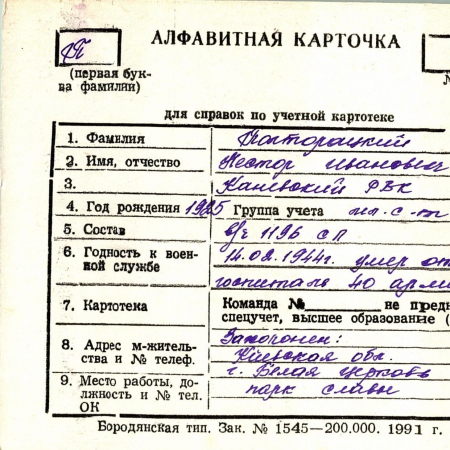 П
АЛФАВИТНАЯ КАРТОЧКА
(первая бук-
ва фамилии)
для справок по учетной картотеке
1. Фамилия
2. Имя, отчество Нестор Иванович
3. Каневский РВК
4. Год рождения 1925 Группа учета мл. с-т
5. Состав в/ч 1196 СП
6. Годность к воен- 14.02.1944г. умер от
ной службе госпиталь 40 арми
7. Картотека Команда № не предн
спецучет, высшее образование (
8. Адрес м-житель- Захоронен:
ства и № телеф. Киевская обл.
9. Место работы, до- г. Белая церковь
лжность и № тел. парк славы
ОК
Бородянская тип. Зак. № 1545—200.000. 1991 г.